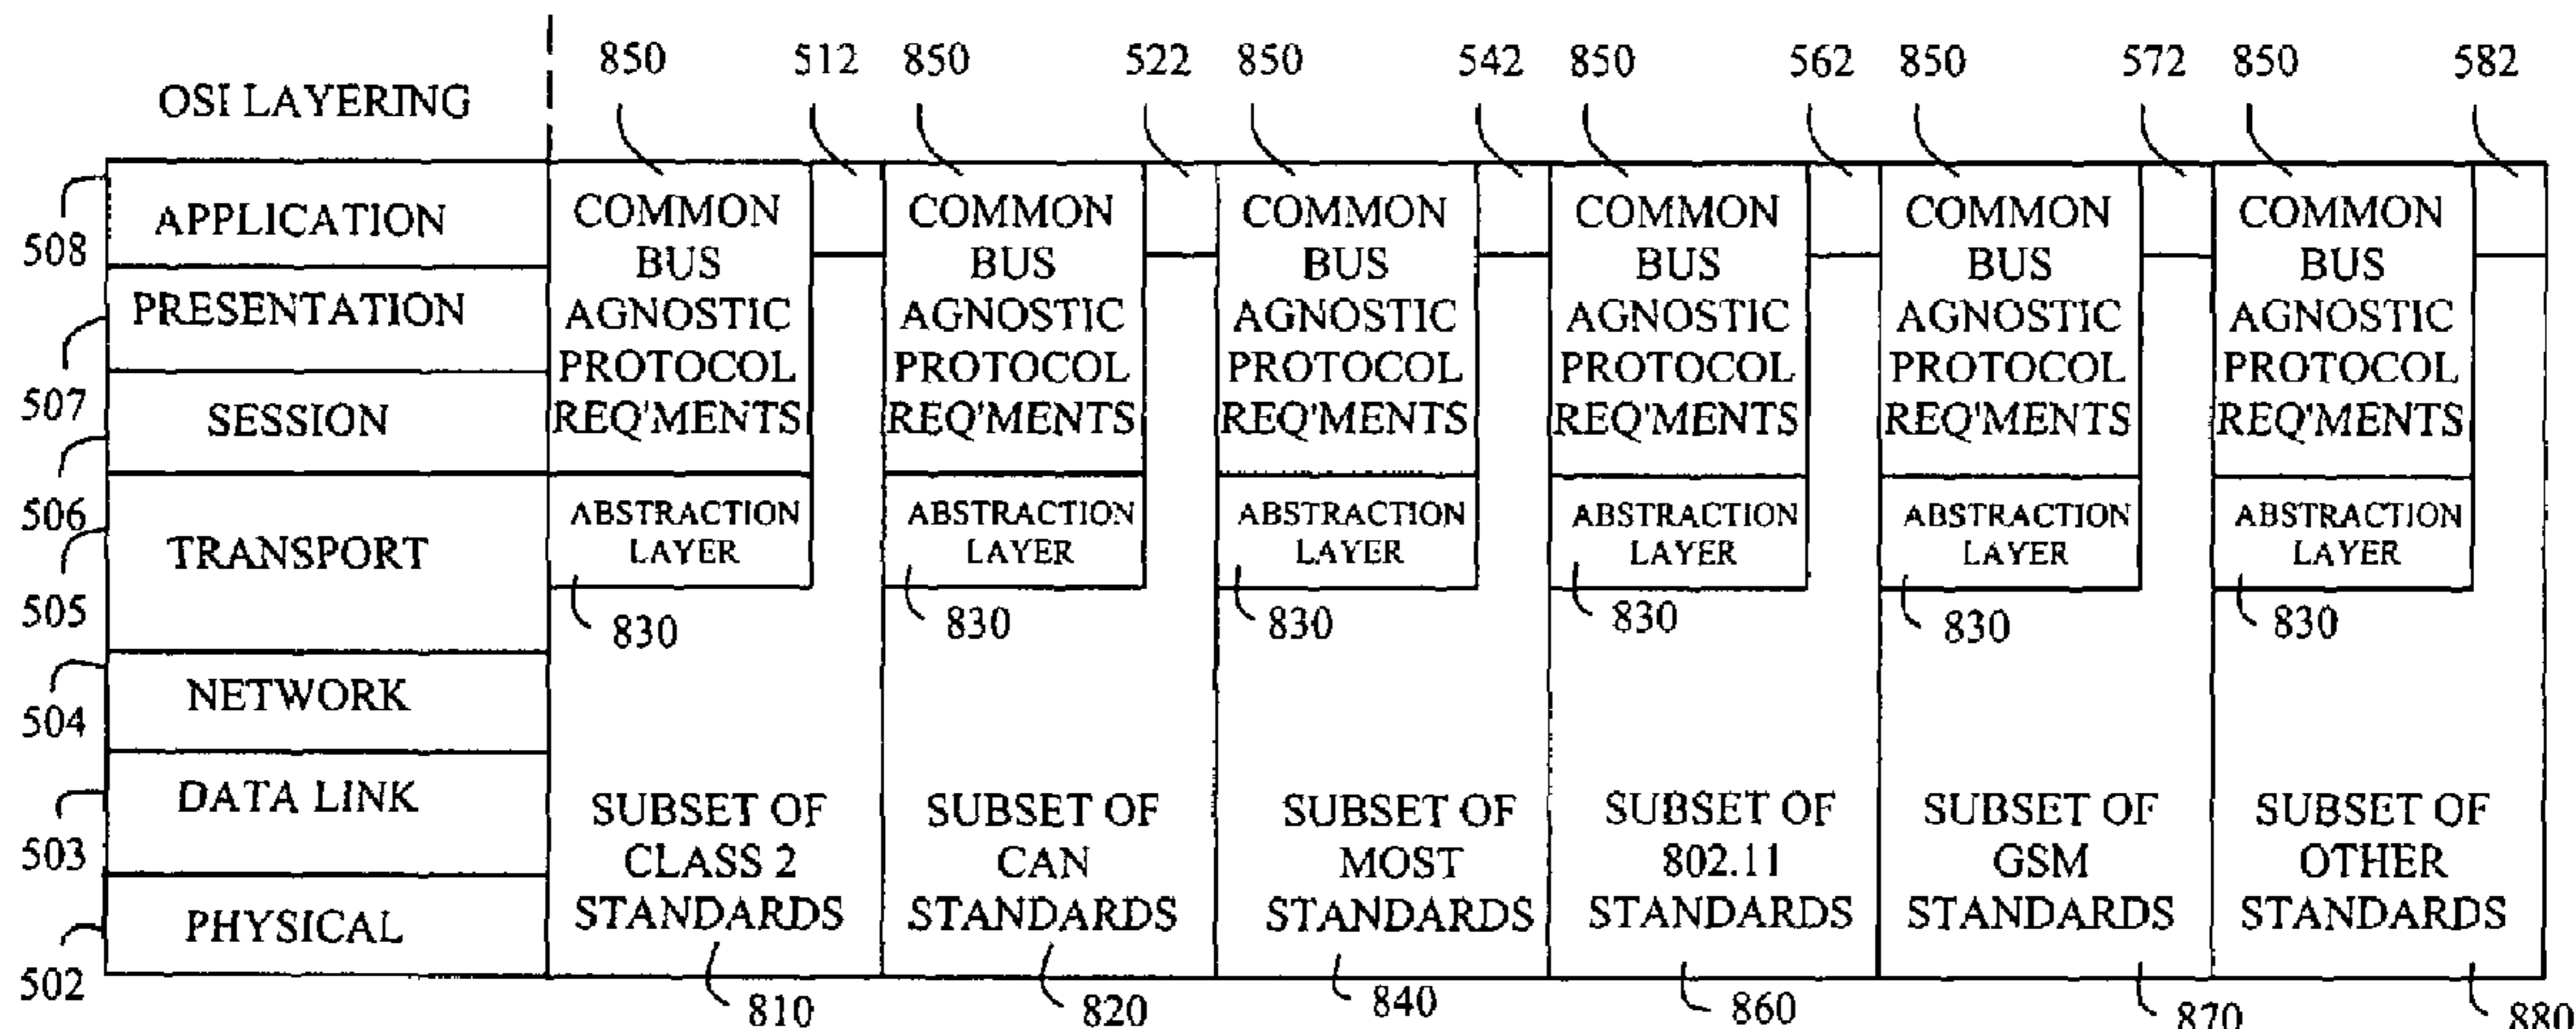 850 512 850 522 850 542 850 562 850 572 850 582
OSI LAYERING
508
APPLICATION
507
PRESENTATION
506
SESSION
505
TRANSPORT
504
NETWORK
503
DATA LINK
502
PHYSICAL
COMMON
BUS
AGNOSTIC
PROTOCOL
REQ'MENTS
ABSTRACTION
LAYER
830
SUBSET OF
CLASS 2
STANDARDS
810
COMMON
BUS
AGNOSTIC
PROTOCOL
REQ'MENTS
ABSTRACTION
LAYER
830
SUBSET OF
CAN
STANDARDS
820
COMMON
BUS
AGNOSTIC
PROTOCOL
REQ'MENTS
ABSTRACTION
LAYER
830
SUBSET OF
MOST
STANDARDS
840
COMMON
BUS
AGNOSTIC
PROTOCOL
REQ'MENTS
ABSTRACTION
LAYER
830
SUBSET OF
802.11
STANDARDS
860
COMMON
BUS
AGNOSTIC
PROTOCOL
REQ'MENTS
ABSTRACTION
LAYER
830
SUBSET OF
GSM
STANDARDS
870
COMMON
BUS
AGNOSTIC
PROTOCOL
REQ'MENTS
ABSTRACTION
LAYER
830
SUBSET OF
OTHER
STANDARDS
880